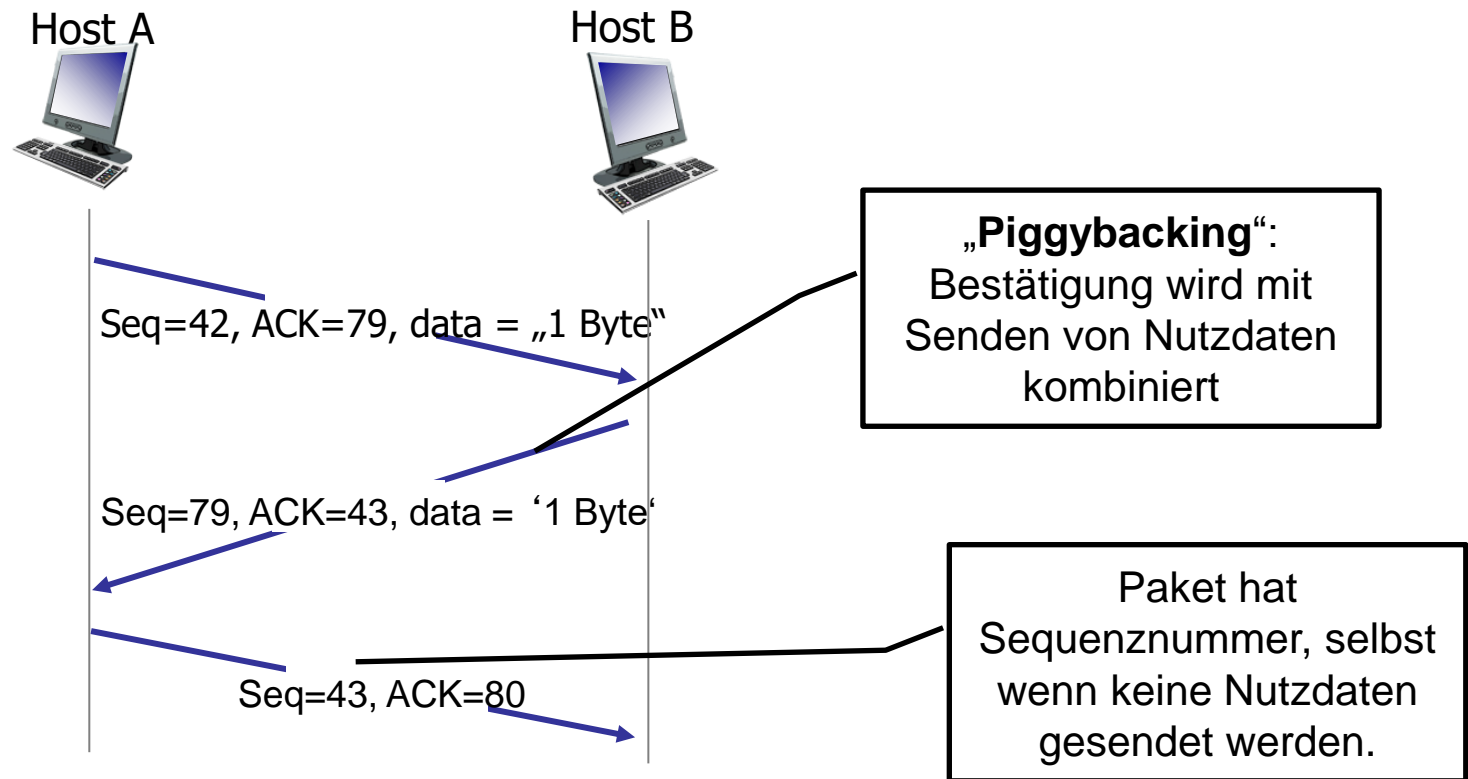 Host A
Host B
Seq=42, ACK=79, data = „1 Byte“
„Piggybacking“:
Bestätigung wird mit
Senden von Nutzdaten
kombiniert
Seq=79, ACK=43, data = ‘1 Byte‘
Paket hat
Sequenznummer, selbst
wenn keine Nutzdaten
gesendet werden.
Seq=43, ACK=80